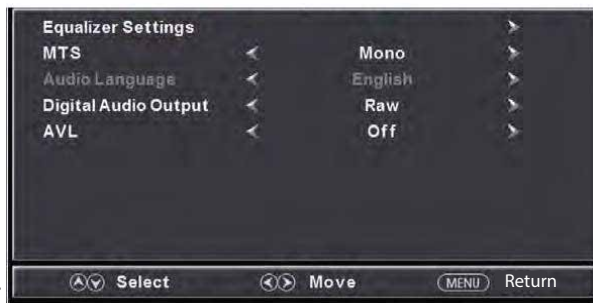 Equalizer Settings
MTS Mono
Audio Language English
Digital Audio Output Raw
AVL Off
Select Move MENU Return